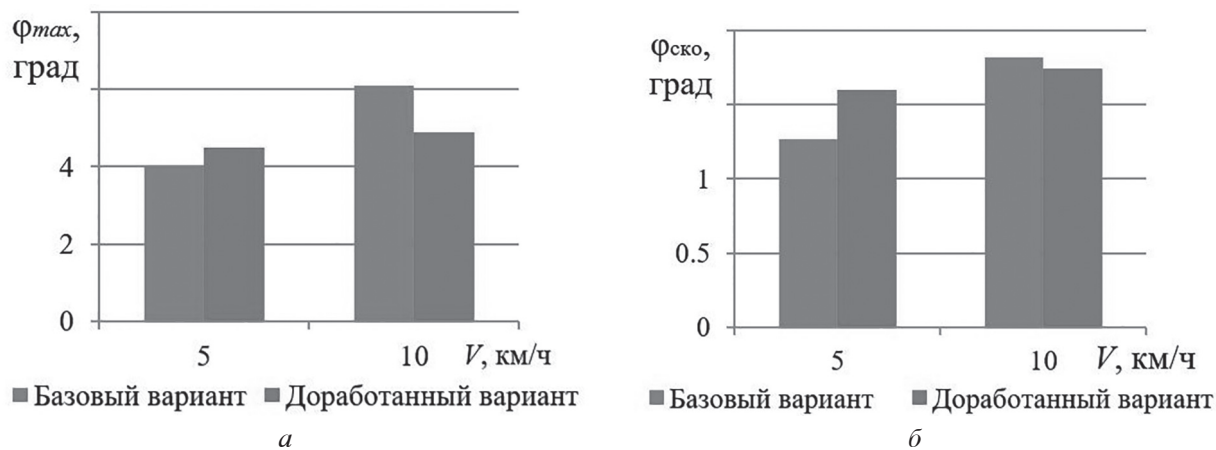 φmax,
град
4
2
0
5
10
V, км/ч
Базовый вариант
Доработанный вариант
а
φско,
град
1
0.5
0
5
10
V, км/ч
Базовый вариант
Доработанный вариант
б